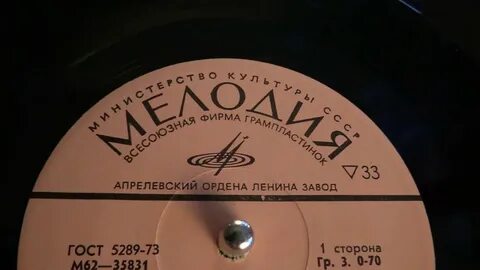 МИНИСТЕРСТВО КУЛЬТУРЫ СССР
МЕЛОДИЯ
ВСЕСОЮЗНАЯ ФИРМА ГРАМПЛАСТИНОК
▽33
АПРЕЛЕВСКИЙ ОРДЕНА ЛЕНИНА ЗАВОД
ГОСТ 5289-73
1 сторона
М62—35831
Гр. 3. 0-70